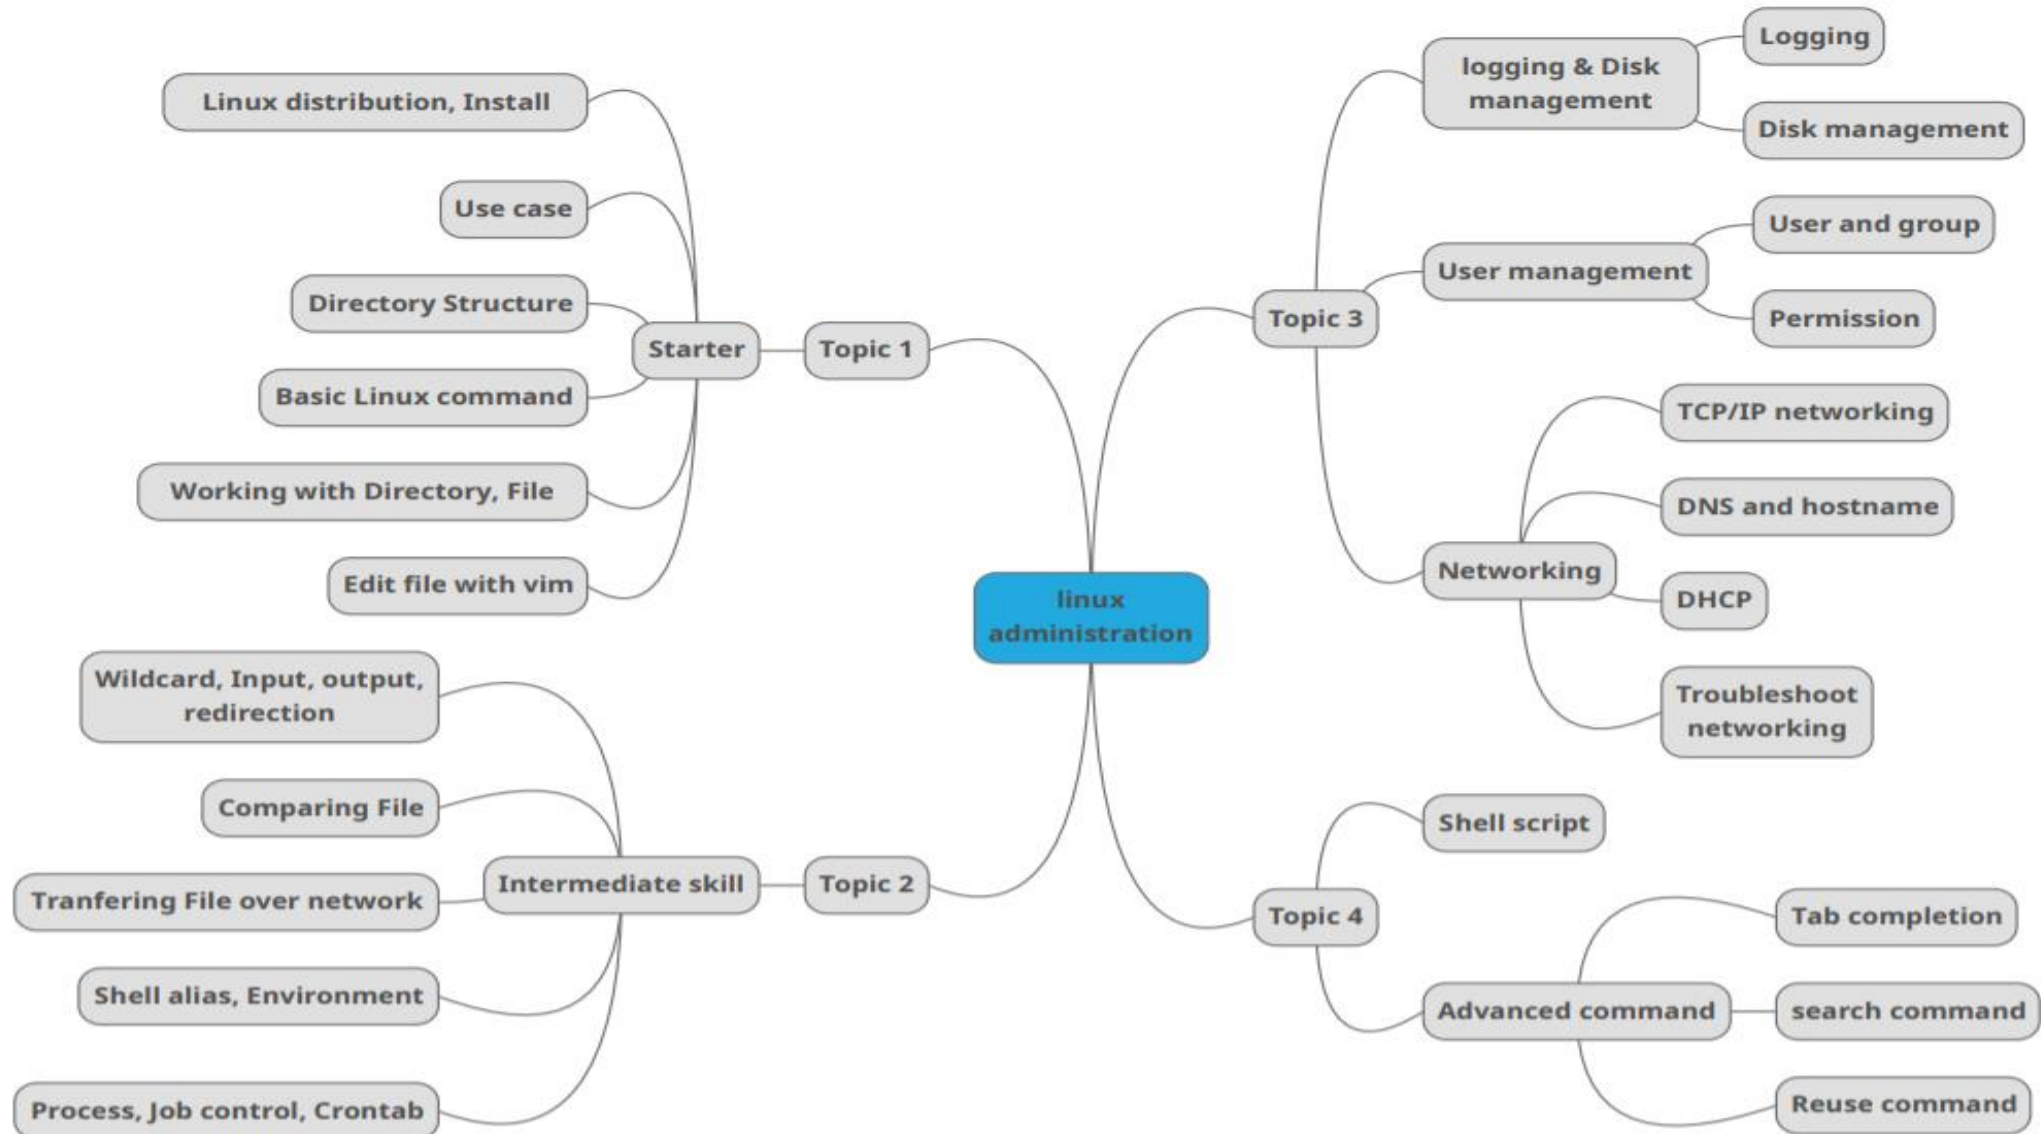 linux
administration
Topic 1
Starter
Linux distribution, Install
Use case
Directory Structure
Basic Linux command
Working with Directory, File
Edit file with vim
Topic 2
Intermediate skill
Wildcard, Input, output,
redirection
Comparing File
Tranfering File over network
Shell alias, Environment
Process, Job control, Crontab
Topic 3
logging & Disk
management
Logging
Disk management
User management
User and group
Permission
Networking
TCP/IP networking
DNS and hostname
DHCP
Troubleshoot
networking
Topic 4
Shell script
Advanced command
Tab completion
search command
Reuse command